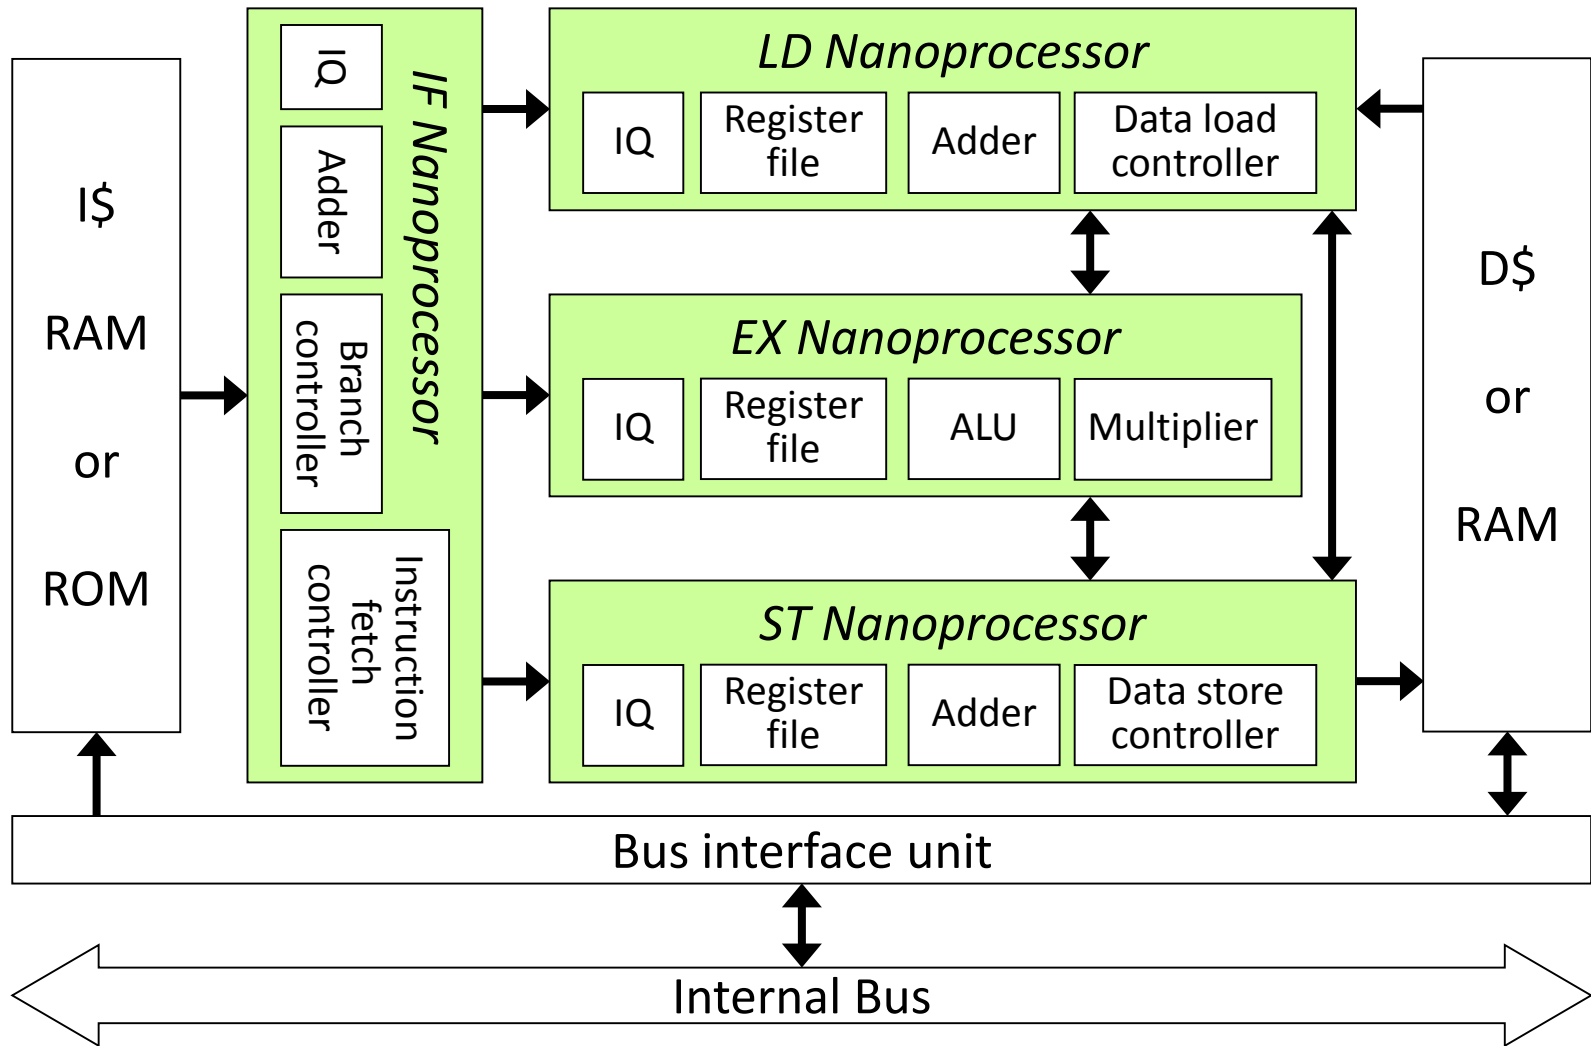 I$
RAM
or
ROM
IF Nanoprocessor
IQ
Adder
Branch
controller
Instruction
fetch
controller
LD Nanoprocessor
IQ
Register
file
Adder
Data load
controller
EX Nanoprocessor
IQ
Register
file
ALU
Multiplier
ST Nanoprocessor
IQ
Register
file
Adder
Data store
controller
D$
or
RAM
Bus interface unit
Internal Bus